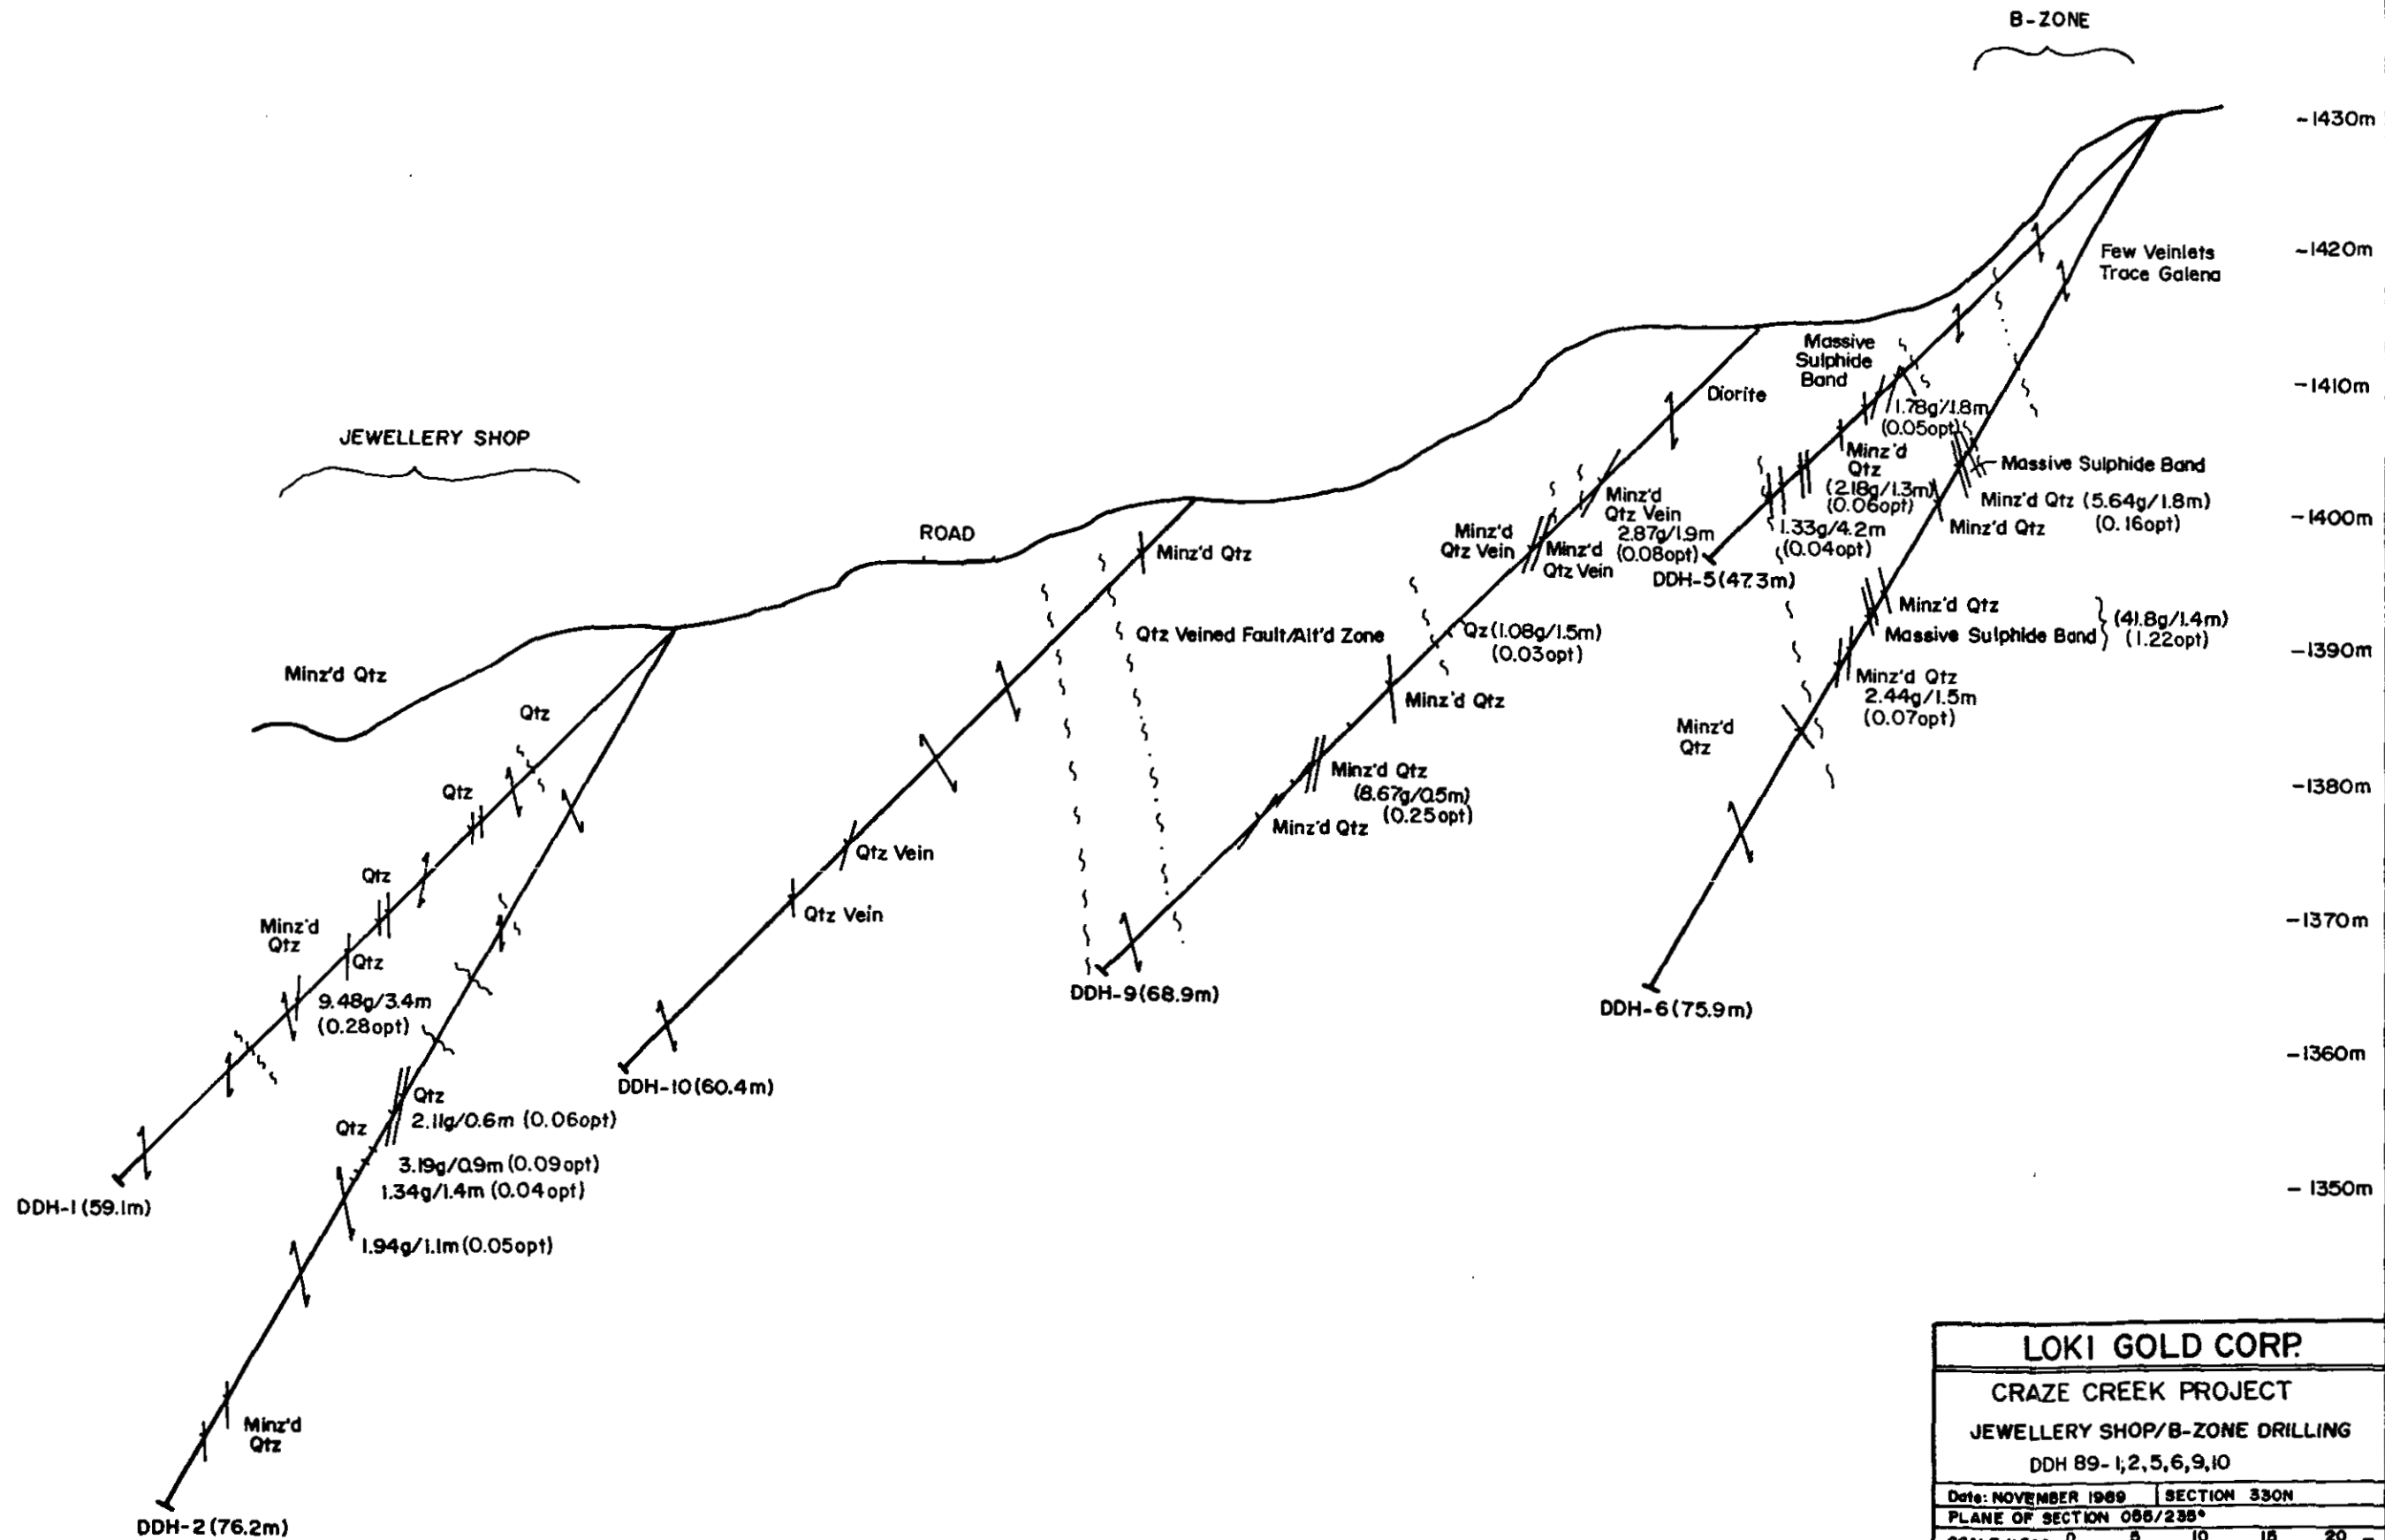 B-ZONE
-1430m
Few Veinlets
Trace Galena
-1420m
Massive
Sulphide
Band
-1410m
Diorite
1.78g/1.8m
(0.05opt)
JEWELLERY SHOP
Minz'd
Qtz
(2.18g/1.3m)
(0.06opt)
Massive Sulphide Band
Minz'd Qtz (5.64g/1.8m)
(0.16opt)
Minz'd Qtz
-1400m
Minz'd
Qtz Vein
2.87g/1.9m
(0.08opt)
1.33g/4.2m
(0.04opt)
ROAD
Minz'd
Qtz Vein
Minz'd
Qtz Vein
Minz'd Qtz
DDH-5(47.3m)
Minz'd Qtz
Massive Sulphide Band
(41.8g/1.4m)
(1.22opt)
Qtz Veined Fault/Alt'd Zone
Qz(1.08g/1.5m)
(0.03opt)
-1390m
Minz'd Qtz
Minz'd Qtz
Minz'd Qtz
2.44g/1.5m
(0.07opt)
Qtz
Minz'd
Qtz
Minz'd Qtz
(8.67g/0.5m)
(0.25opt)
-1380m
Qtz
Minz'd Qtz
Qtz Vein
Qtz
Qtz Vein
-1370m
Minz'd
Qtz
Qtz
9.48g/3.4m
(0.28opt)
DDH-9(68.9m)
DDH-6(75.9m)
-1360m
DDH-10(60.4m)
Qtz
2.11g/0.6m (0.06opt)
Qtz
3.19g/0.9m (0.09opt)
1.34g/1.4m (0.04opt)
-1350m
DDH-1(59.1m)
1.94g/1.1m(0.05opt)
Minz'd
Qtz
DDH-2(76.2m)
LOKI GOLD CORP.
CRAZE CREEK PROJECT
JEWELLERY SHOP/B-ZONE DRILLING
DDH 89-1,2,5,6,9,10
Date: NOVEMBER 1989 SECTION 330N
PLANE OF SECTION 055/235°
0 5 10 15 20